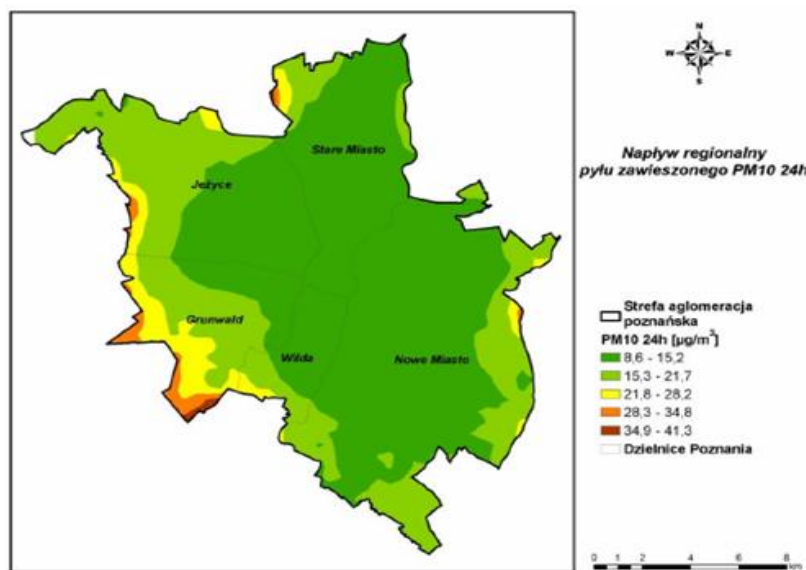 N
W E
S
Napływ regionalny
pyłu zawieszonego PM10 24h
Stare Miasto
Jeżyce
Grunwald
Wilda
Nowe Miasto
Strefa aglomeracja
poznańska
PM10 24h [µg/m³]
8,6 - 15,2
15,3 - 21,7
21,8 - 28,2
28,3 - 34,8
34,9 - 41,3
Dzielnice Poznania
0 1 2 4 6 8
km